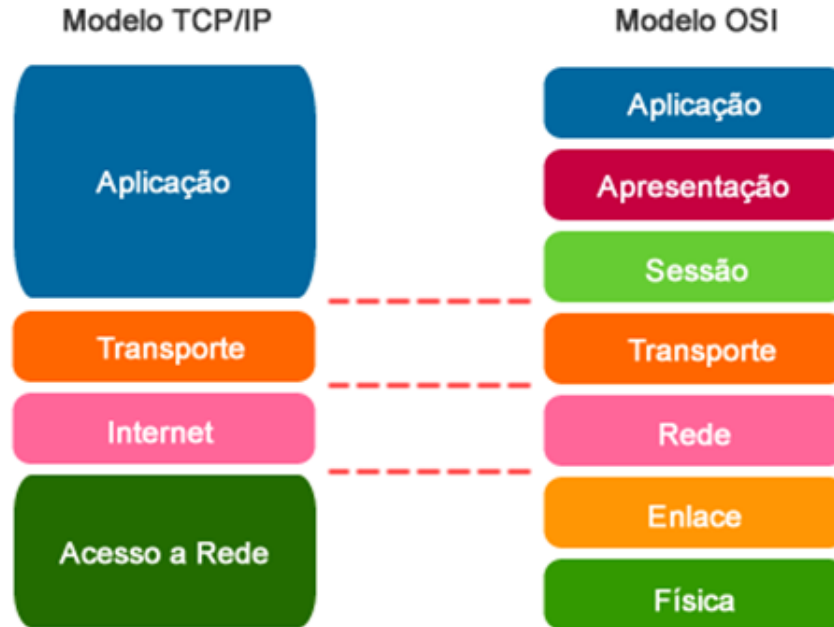 Modelo TCP/IP
Aplicação
Transporte
Internet
Acesso a Rede
Modelo OSI
Aplicação
Apresentação
Sessão
Transporte
Rede
Enlace
Física